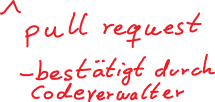 pull request
-bestätigt durch
Codeverwalter